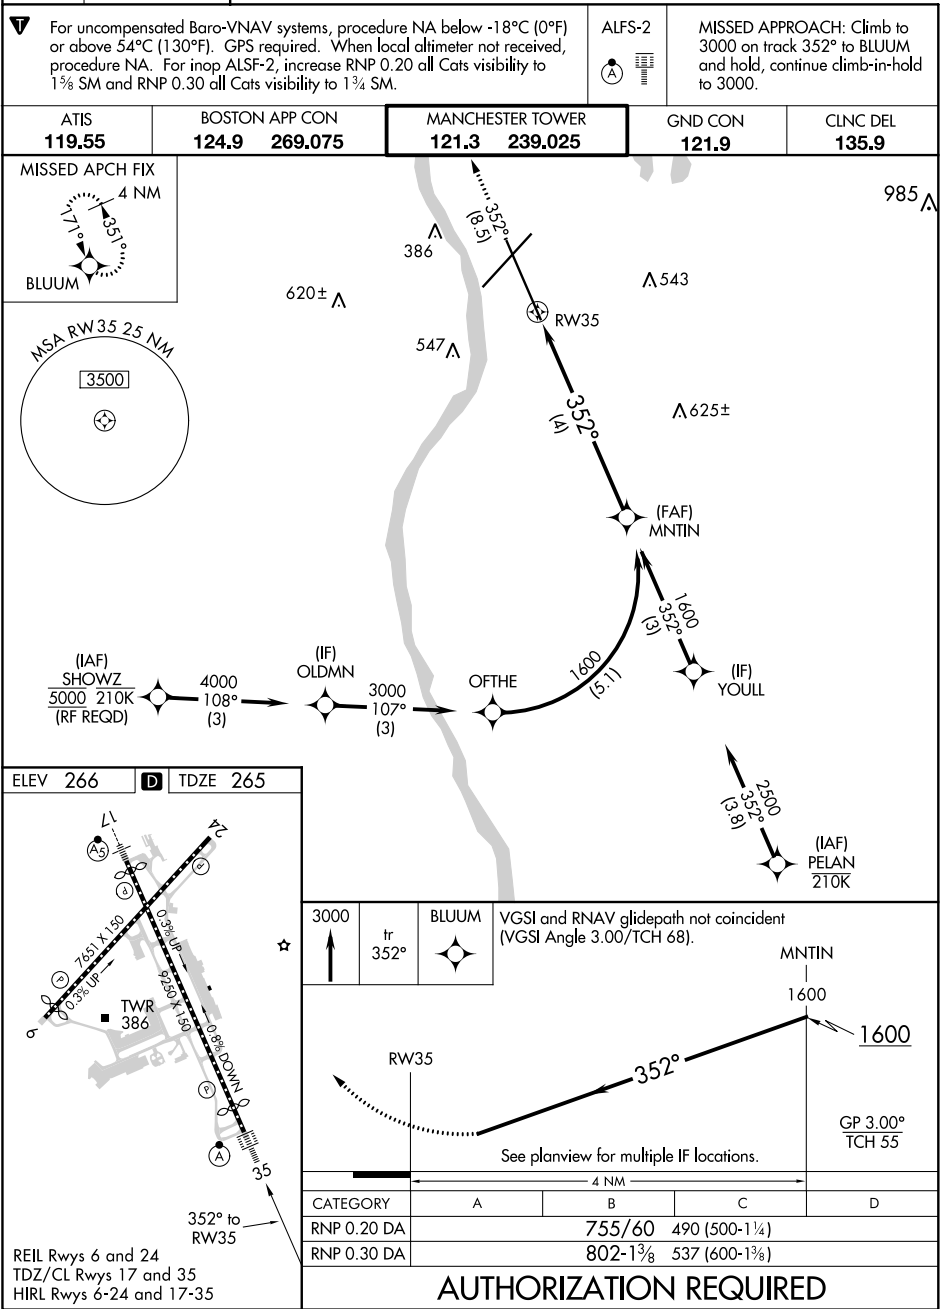 T
For uncompensated Baro-VNAV systems, procedure NA below -18°C (0°F)
or above 54°C (130°F). GPS required. When local altimeter not received,
procedure NA. For inop ALSF-2, increase RNP 0.20 all Cats visibility to
1⅝ SM and RNP 0.30 all Cats visibility to 1¾ SM.
ALFS-2
A
MISSED APPROACH: Climb to
3000 on track 352° to BLUUM
and hold, continue climb-in-hold
to 3000.
ATIS
119.55
BOSTON APP CON
124.9 269.075
MANCHESTER TOWER
121.3 239.025
GND CON
121.9
CLNC DEL
135.9
MISSED APCH FIX
4 NM
171°
351°
BLUUM
352°
(8.5)
985
386
543
620±
RW35
547
MSA RW35 25 NM
3500
625±
352°
(4)
(FAF)
MNTIN
1600
352°
(3)
(IF)
YOULL
1600
(5.1)
OFTHE
(IAF)
SHOWZ
5000 210K
(RF REQD)
4000
108°
(3)
(IF)
OLDMN
3000
107°
(3)
2500
352°
(3.8)
(IAF)
PELAN
210K
ELEV 266
D
TDZE 265
17
24
A5
P
P
7651 X 150
0.3% UP
0.3% UP
9250 X 150
P
TWR
386
6
0.8% DOWN
P
A
35
352° to
RW35
REIL Rwys 6 and 24
TDZ/CL Rwys 17 and 35
HIRL Rwys 6-24 and 17-35
3000
tr
352°
BLUUM
VGSI and RNAV glidepath not coincident
(VGSI Angle 3.00/TCH 68).
MNTIN
1600
1600
RW35
352°
GP 3.00°
TCH 55
See planview for multiple IF locations.
4 NM
CATEGORY A B C D
RNP 0.20 DA 755/60 490 (500-1¼)
RNP 0.30 DA 802-1⅜ 537 (600-1⅜)
AUTHORIZATION REQUIRED